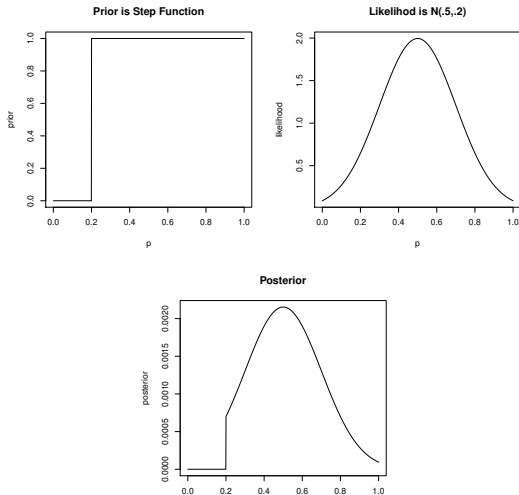 Prior is Step Function
prior
0.0 0.2 0.4 0.6 0.8 1.0
0.0 0.2 0.4 0.6 0.8 1.0
p
Likelihod is N(.5,.2)
likelihood
0.5 1.0 1.5 2.0
0.0 0.2 0.4 0.6 0.8 1.0
p
Posterior
posterior
0.0000 0.0005 0.0010 0.0015 0.0020
0.0 0.2 0.4 0.6 0.8 1.0